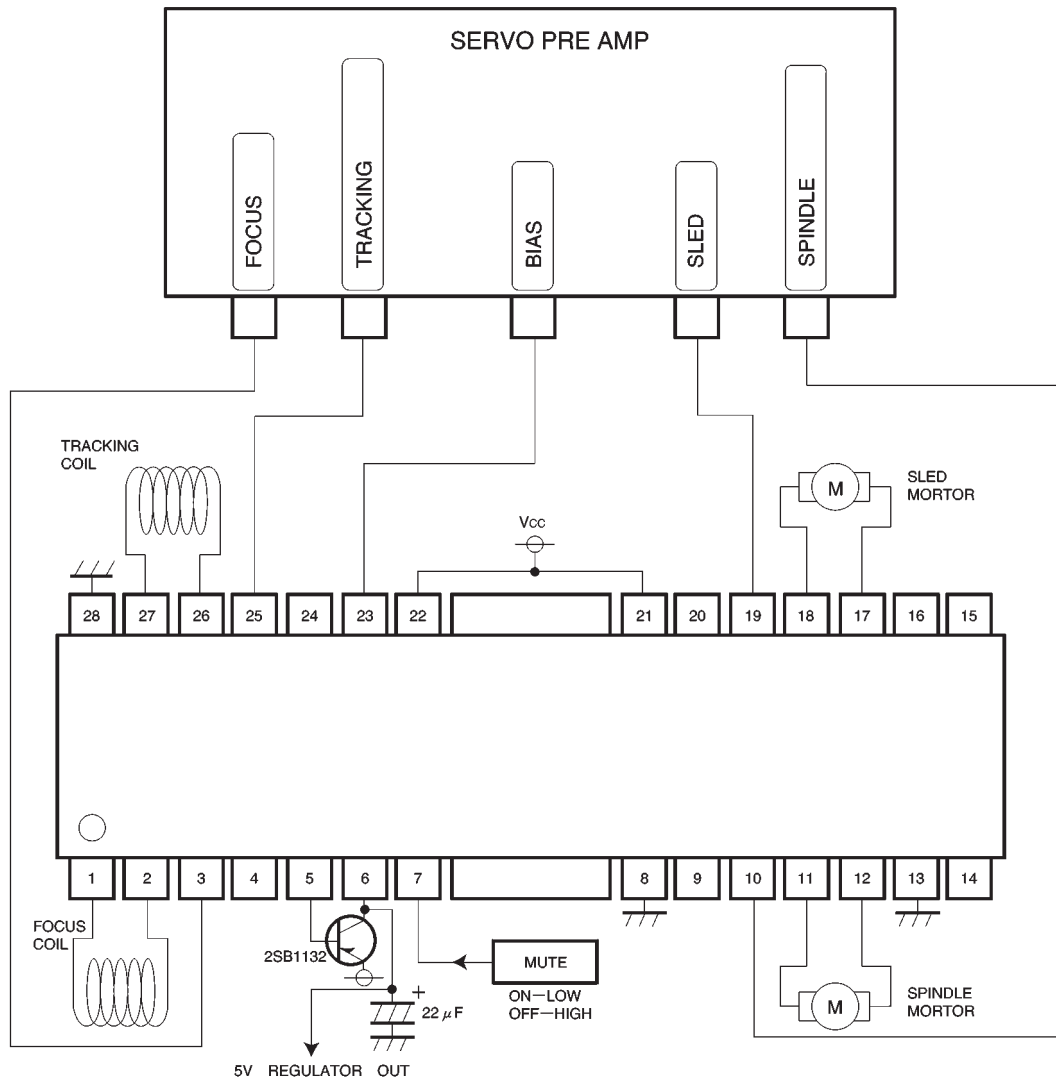 SERVO PRE AMP
FOCUS
TRACKING
BIAS
SLED
SPINDLE
TRACKING
COIL
SLED
MORTOR
M
Vcc
28 27 26 25 24 23 22 21 20 19 18 17 16 15
1 2 3 4 5 6 7 8 9 10 11 12 13 14
FOCUS
COIL
2SB1132
MUTE
ON–LOW
OFF–HIGH
+
22μF
M
SPINDLE
MORTOR
5V REGULATOR OUT